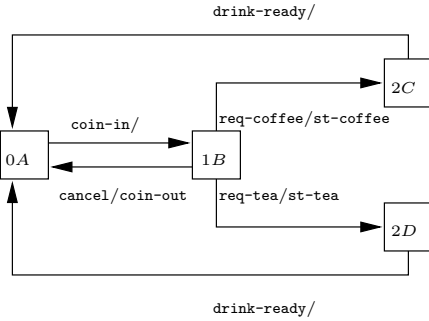 drink-ready/
2C
req-coffee/st-coffee
coin-in/
0A
1B
cancel/coin-out
req-tea/st-tea
2D
drink-ready/